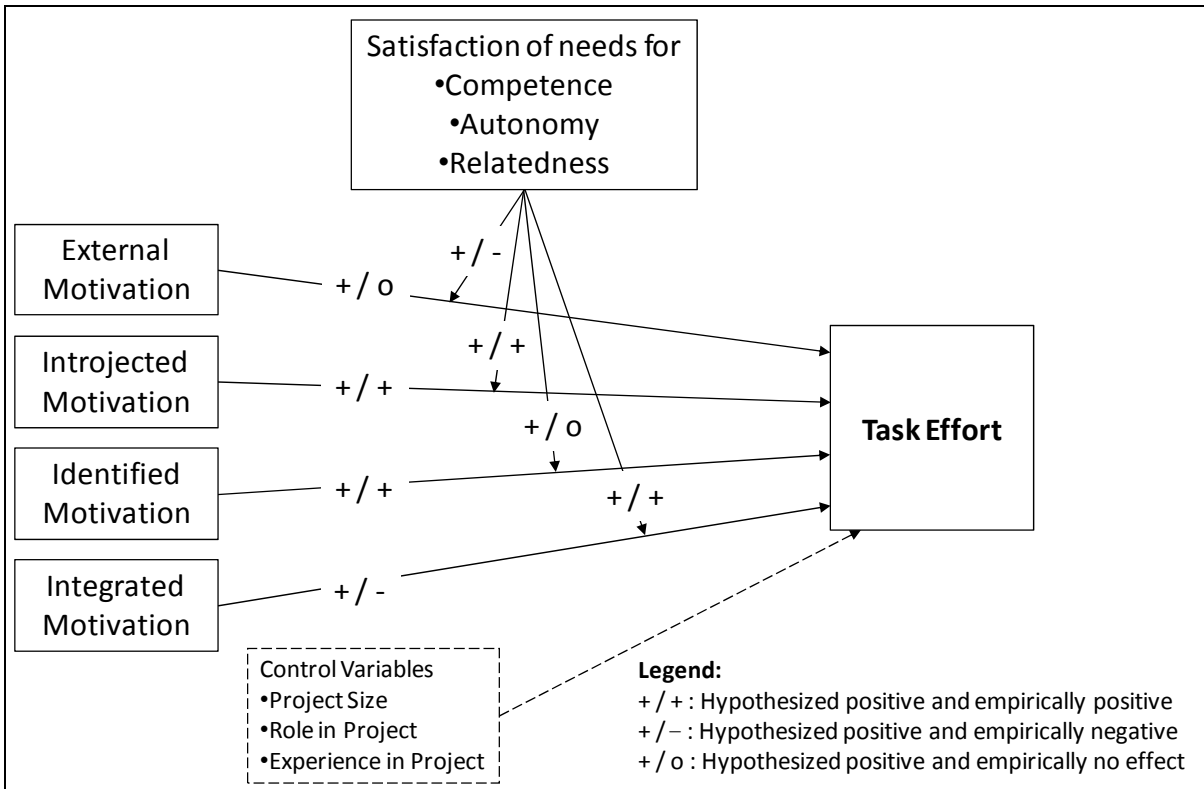 Satisfaction of needs for
•Competence
•Autonomy
•Relatedness
External
Motivation
+ / o
+ / -
Introjected
Motivation
+ / +
+ / +
Identified
Motivation
+ / +
+ / o
Integrated
Motivation
+ / -
+ / +
Task Effort
Control Variables
•Project Size
•Role in Project
•Experience in Project
Legend:
+ / + : Hypothesized positive and empirically positive
+ / – : Hypothesized positive and empirically negative
+ / o : Hypothesized positive and empirically no effect